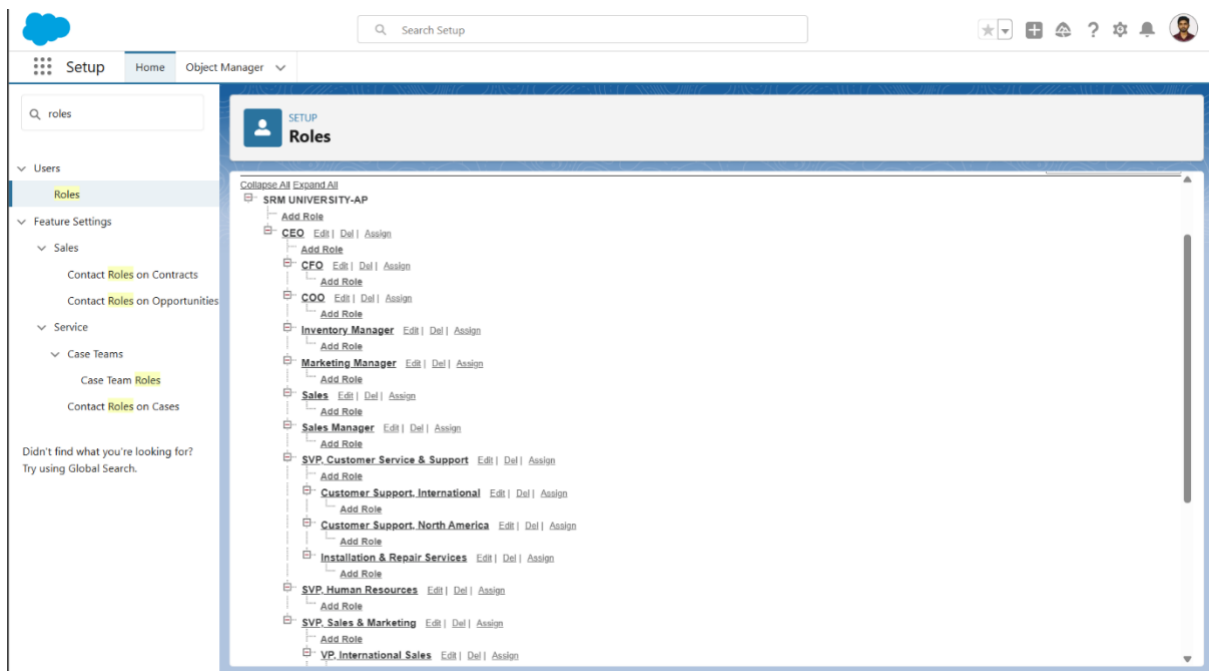 Search Setup
Setup Home Object Manager
roles
Users
Roles
Feature Settings
Sales
Contact Roles on Contracts
Contact Roles on Opportunities
Service
Case Teams
Case Team Roles
Contact Roles on Cases
Didn't find what you're looking for?
Try using Global Search.
SETUP
Roles
Collapse All Expand All
SRM UNIVERSITY-AP
Add Role
CEO Edit | Del | Assign
Add Role
CFO Edit | Del | Assign
Add Role
COO Edit | Del | Assign
Add Role
Inventory Manager Edit | Del | Assign
Add Role
Marketing Manager Edit | Del | Assign
Add Role
Sales Edit | Del | Assign
Add Role
Sales Manager Edit | Del | Assign
Add Role
SVP, Customer Service & Support Edit | Del | Assign
Add Role
Customer Support, International Edit | Del | Assign
Add Role
Customer Support, North America Edit | Del | Assign
Add Role
Installation & Repair Services Edit | Del | Assign
Add Role
SVP, Human Resources Edit | Del | Assign
Add Role
SVP, Sales & Marketing Edit | Del | Assign
Add Role
VP, International Sales Edit | Del | Assign